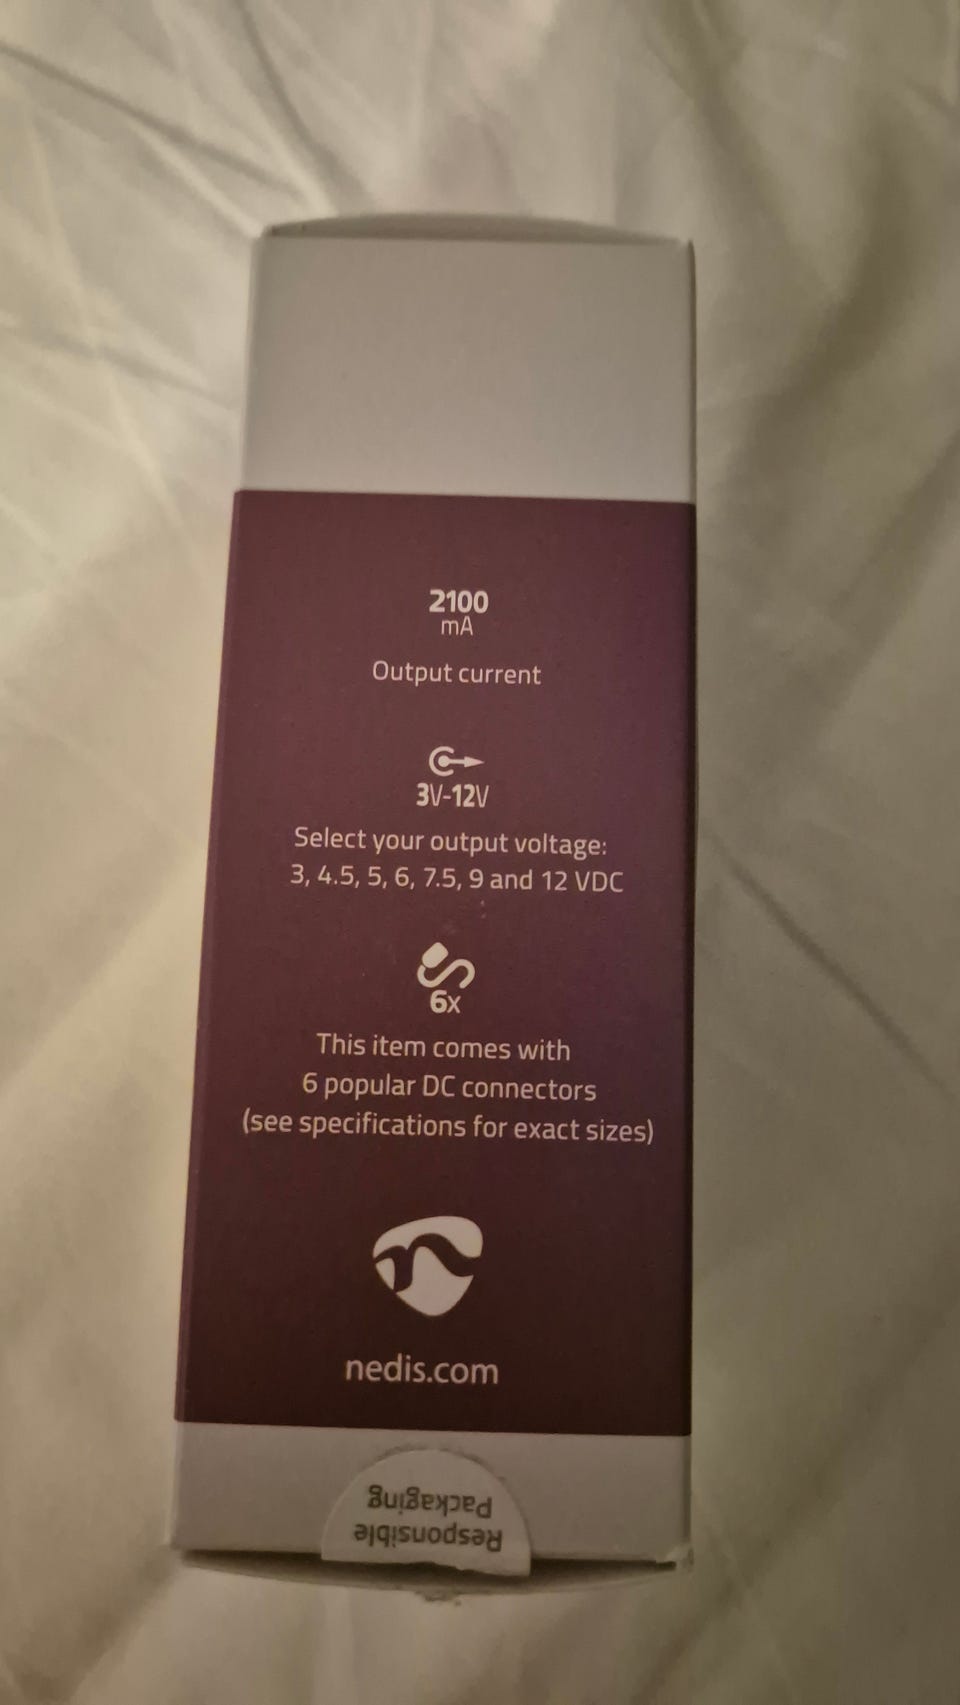 2100
mA
Output current
3V-12V
Select your output voltage:
3, 4.5, 5, 6, 7.5, 9 and 12 VDC
6x
This item comes with
6 popular DC connectors
(see specifications for exact sizes)
nedis.com
Responsible
Packaging